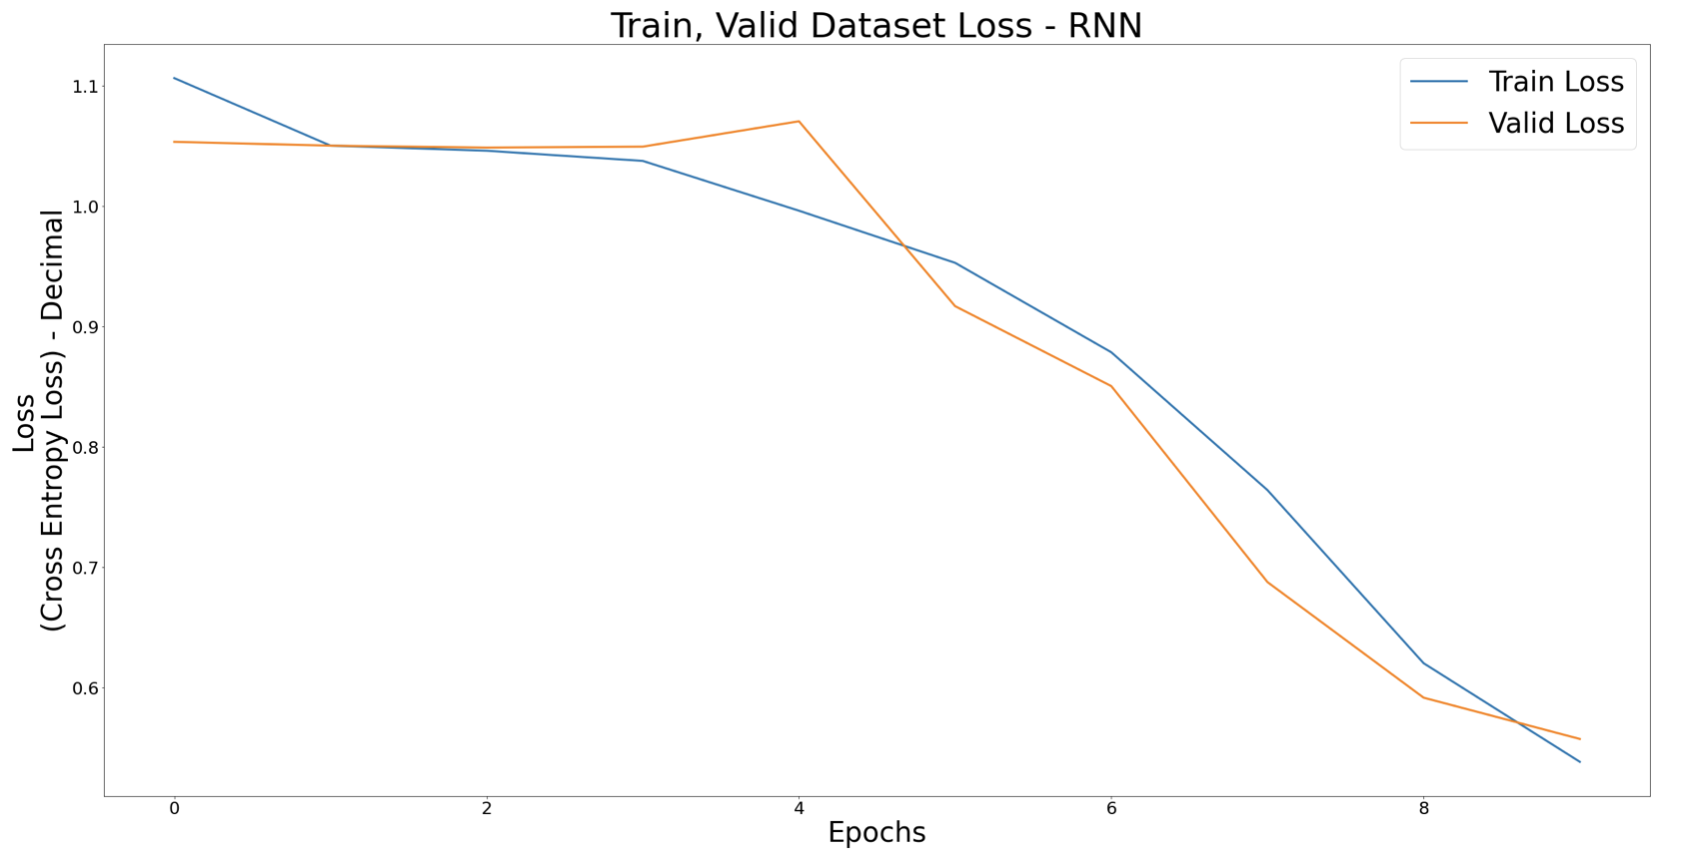 Train, Valid Dataset Loss - RNN
Train Loss
Valid Loss
Loss
(Cross Entropy Loss) - Decimal
1.1
1.0
0.9
0.8
0.7
0.6
0
2
4
6
8
Epochs